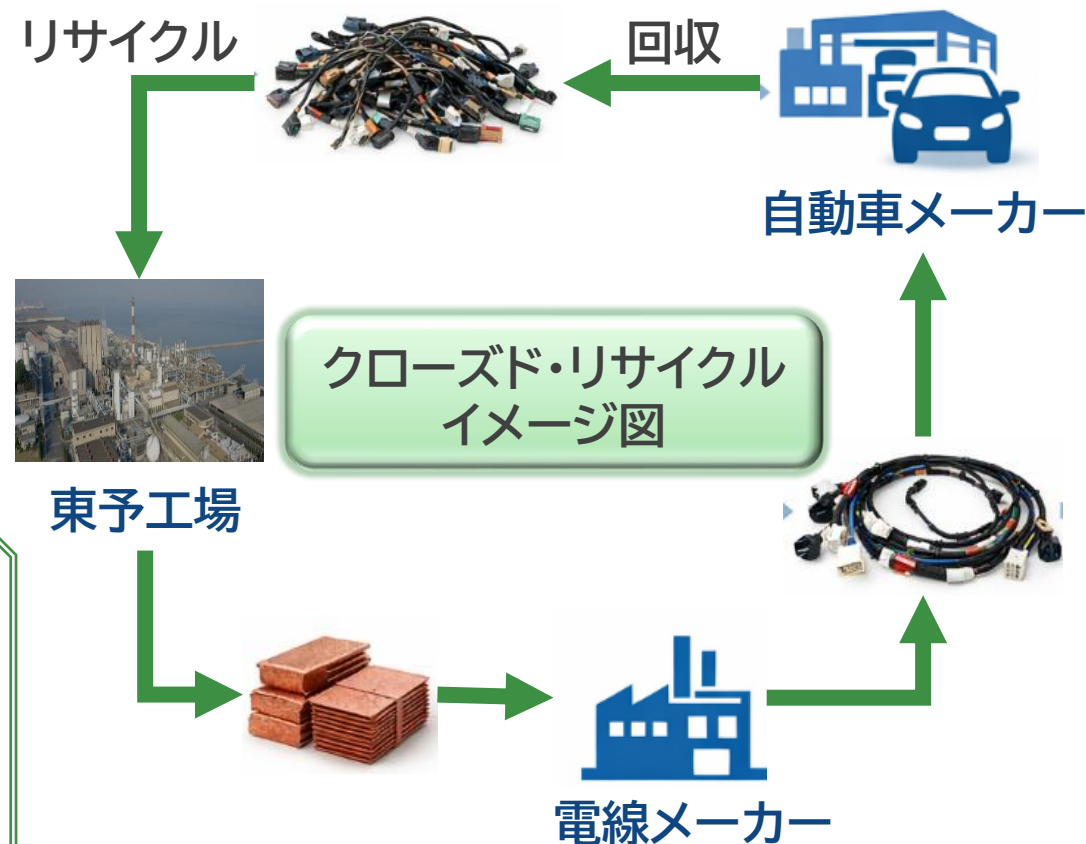 リサイクル
回収
自動車メーカー
クローズド・リサイクル
イメージ図
東予工場
電線メーカー